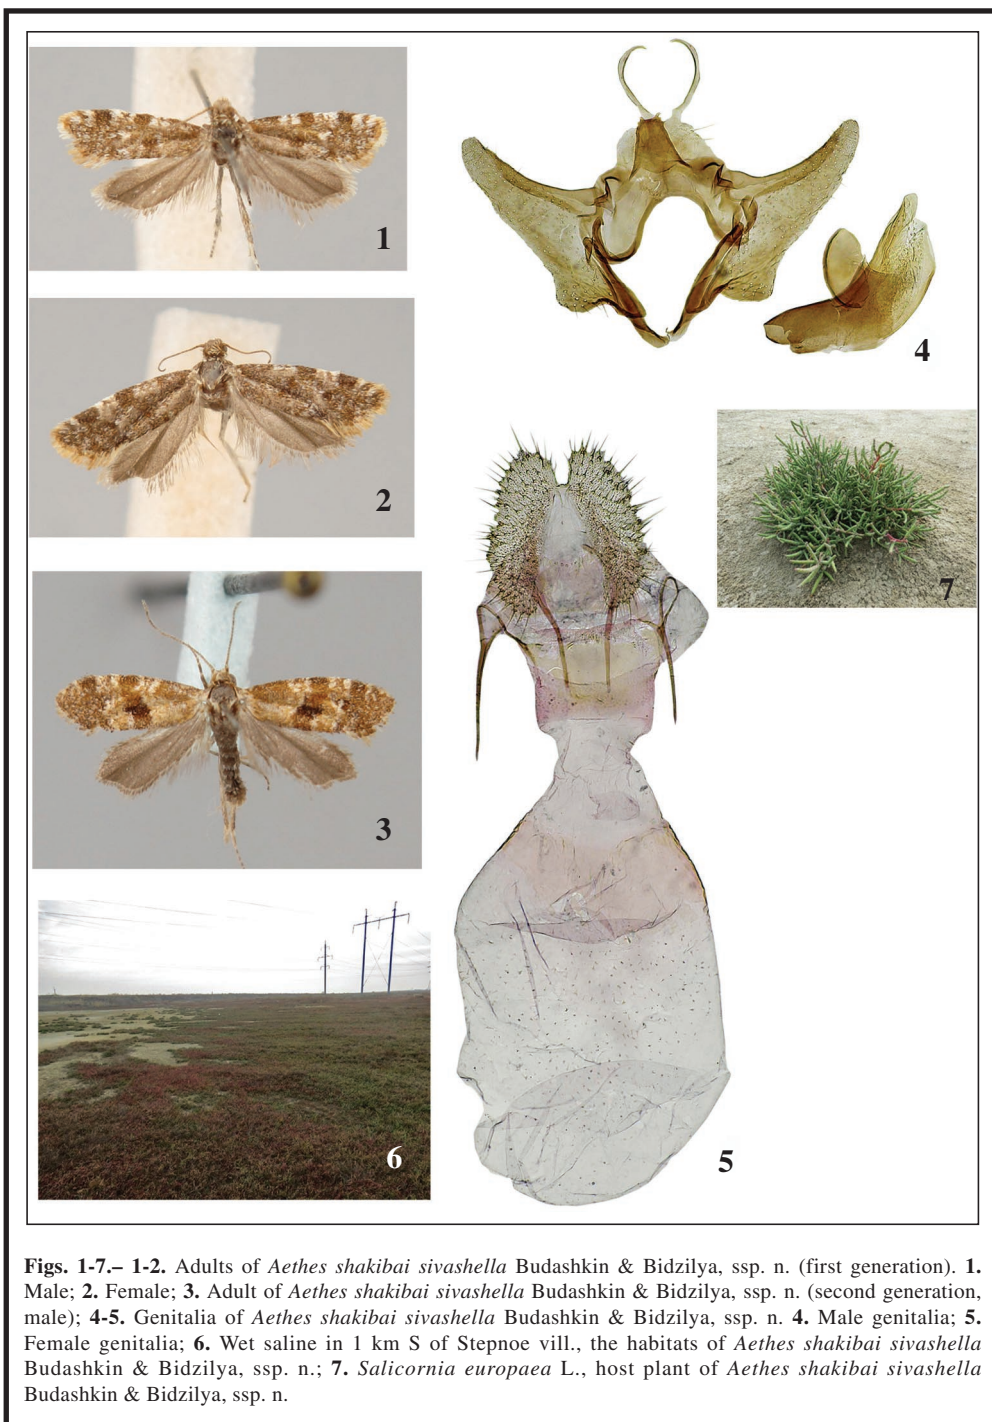 1
2
3
4
5
6
7
Figs. 1-7.– 1-2. Adults of Aethes shakibai sivashella Budashkin & Bidzilya, ssp. n. (first generation). 1.
Male; 2. Female; 3. Adult of Aethes shakibai sivashella Budashkin & Bidzilya, ssp. n. (second generation,
male); 4-5. Genitalia of Aethes shakibai sivashella Budashkin & Bidzilya, ssp. n. 4. Male genitalia; 5.
Female genitalia; 6. Wet saline in 1 km S of Stepnoe vill., the habitats of Aethes shakibai sivashella
Budashkin & Bidzilya, ssp. n.; 7. Salicornia europaea L., host plant of Aethes shakibai sivashella
Budashkin & Bidzilya, ssp. n.